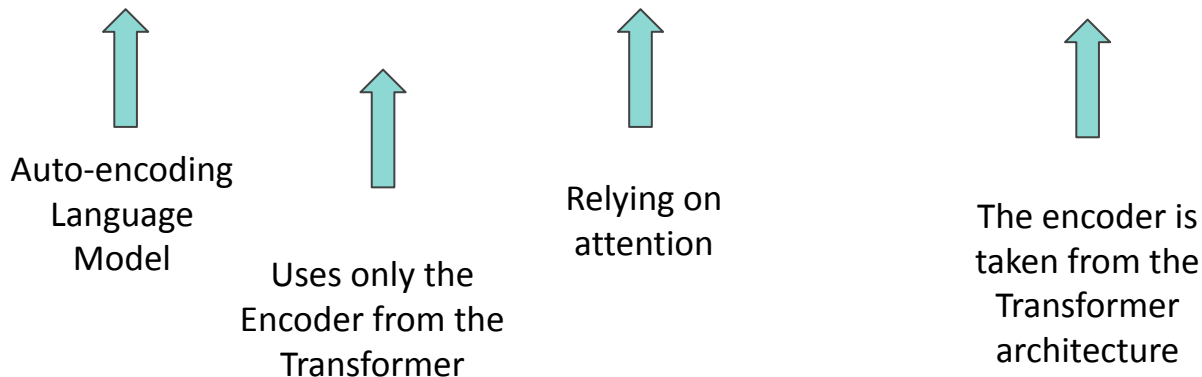 Auto-encoding
Language
Model
Uses only the
Encoder from the
Transformer
Relying on
attention
The encoder is
taken from the
Transformer
architecture